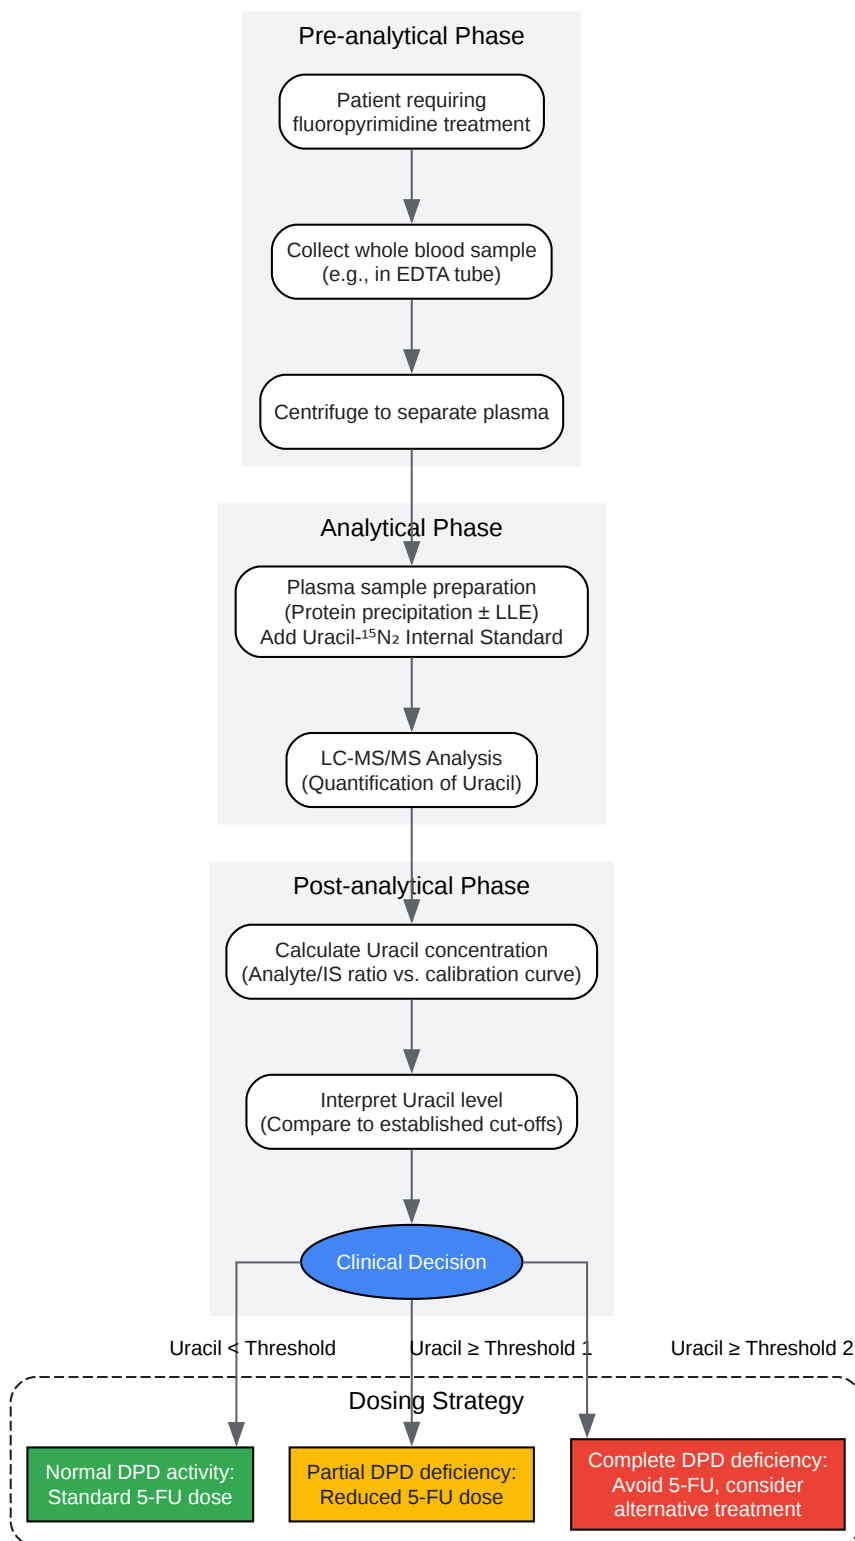 Pre-analytical Phase
Patient requiring
fluoropyrimidine treatment
Collect whole blood sample
(e.g., in EDTA tube)
Centrifuge to separate plasma
Analytical Phase
Plasma sample preparation
(Protein precipitation ± LLE)
Add Uracil-¹⁵N₂ Internal Standard
LC-MS/MS Analysis
(Quantification of Uracil)
Post-analytical Phase
Calculate Uracil concentration
(Analyte/IS ratio vs. calibration curve)
Interpret Uracil level
(Compare to established cut-offs)
Clinical Decision
Uracil < Threshold
Uracil ≥ Threshold 1
Uracil ≥ Threshold 2
Dosing Strategy
Normal DPD activity:
Standard 5-FU dose
Partial DPD deficiency:
Reduced 5-FU dose
Complete DPD deficiency:
Avoid 5-FU, consider
alternative treatment